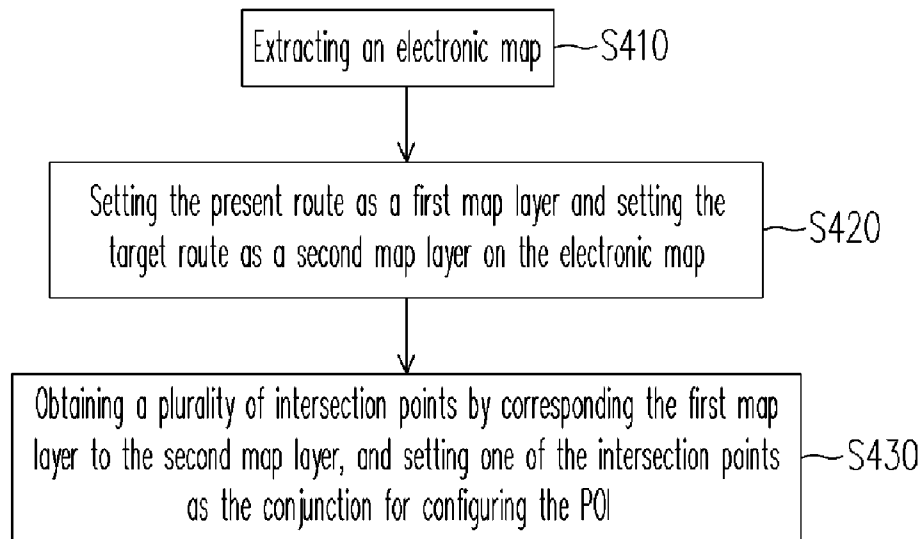 Extracting an electronic map
S410
Setting the present route as a first map layer and setting the
target route as a second map layer on the electronic map
S420
Obtaining a plurality of intersection points by corresponding the first map
layer to the second map layer, and setting one of the intersection points
as the conjunction for configuring the POI
S430